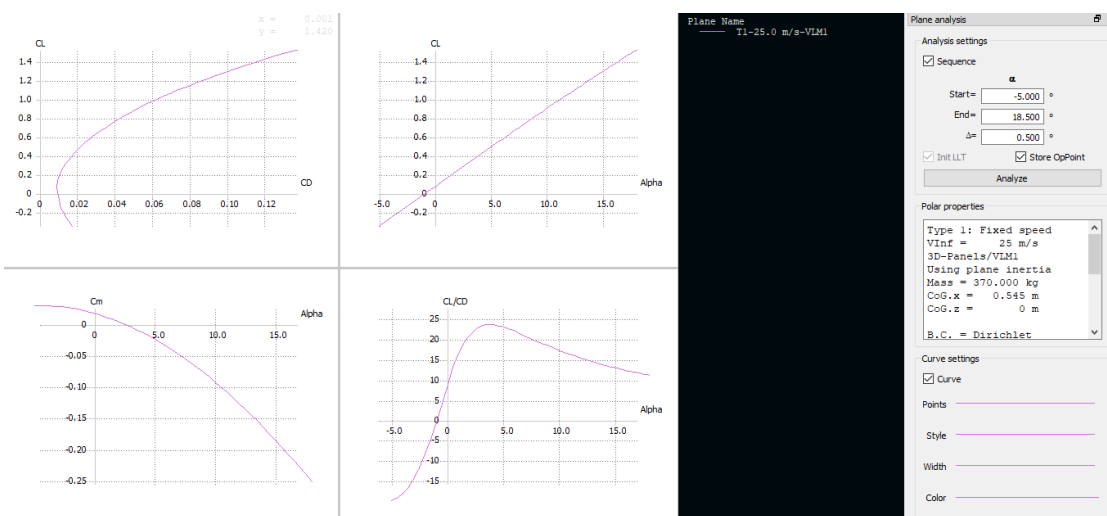 x = 0.001
y = 1.420
CL
1.4
1.2
1.0
0.8
0.6
0.4
0.2
0
-0.2
0 0.02 0.04 0.06 0.08 0.10 0.12
CD
CL
1.4
1.2
1.0
0.8
0.6
0.4
0.2
0
-0.2
-5.0 0 5.0 10.0 15.0
Alpha
Cm
0
-0.05
-0.10
-0.15
-0.20
-0.25
0 5.0 10.0 15.0
Alpha
CL/CD
25
20
15
10
5
0
-5
-10
-15
-5.0 0 5.0 10.0 15.0
Alpha
Plane Name
T1-25.0 m/s-VLM1
Plane analysis
Analysis settings
Sequence
α
Start= -5.000 °
End= 18.500 °
Δ= 0.500 °
Init LLT Store OpPoint
Analyze
Polar properties
Type 1: Fixed speed
VInf = 25 m/s
3D-Panels/VLM1
Using plane inertia
Mass = 370.000 kg
CoG.x = 0.545 m
CoG.z = 0 m
B.C. = Dirichlet
Curve settings
Curve
Points
Style
Width
Color